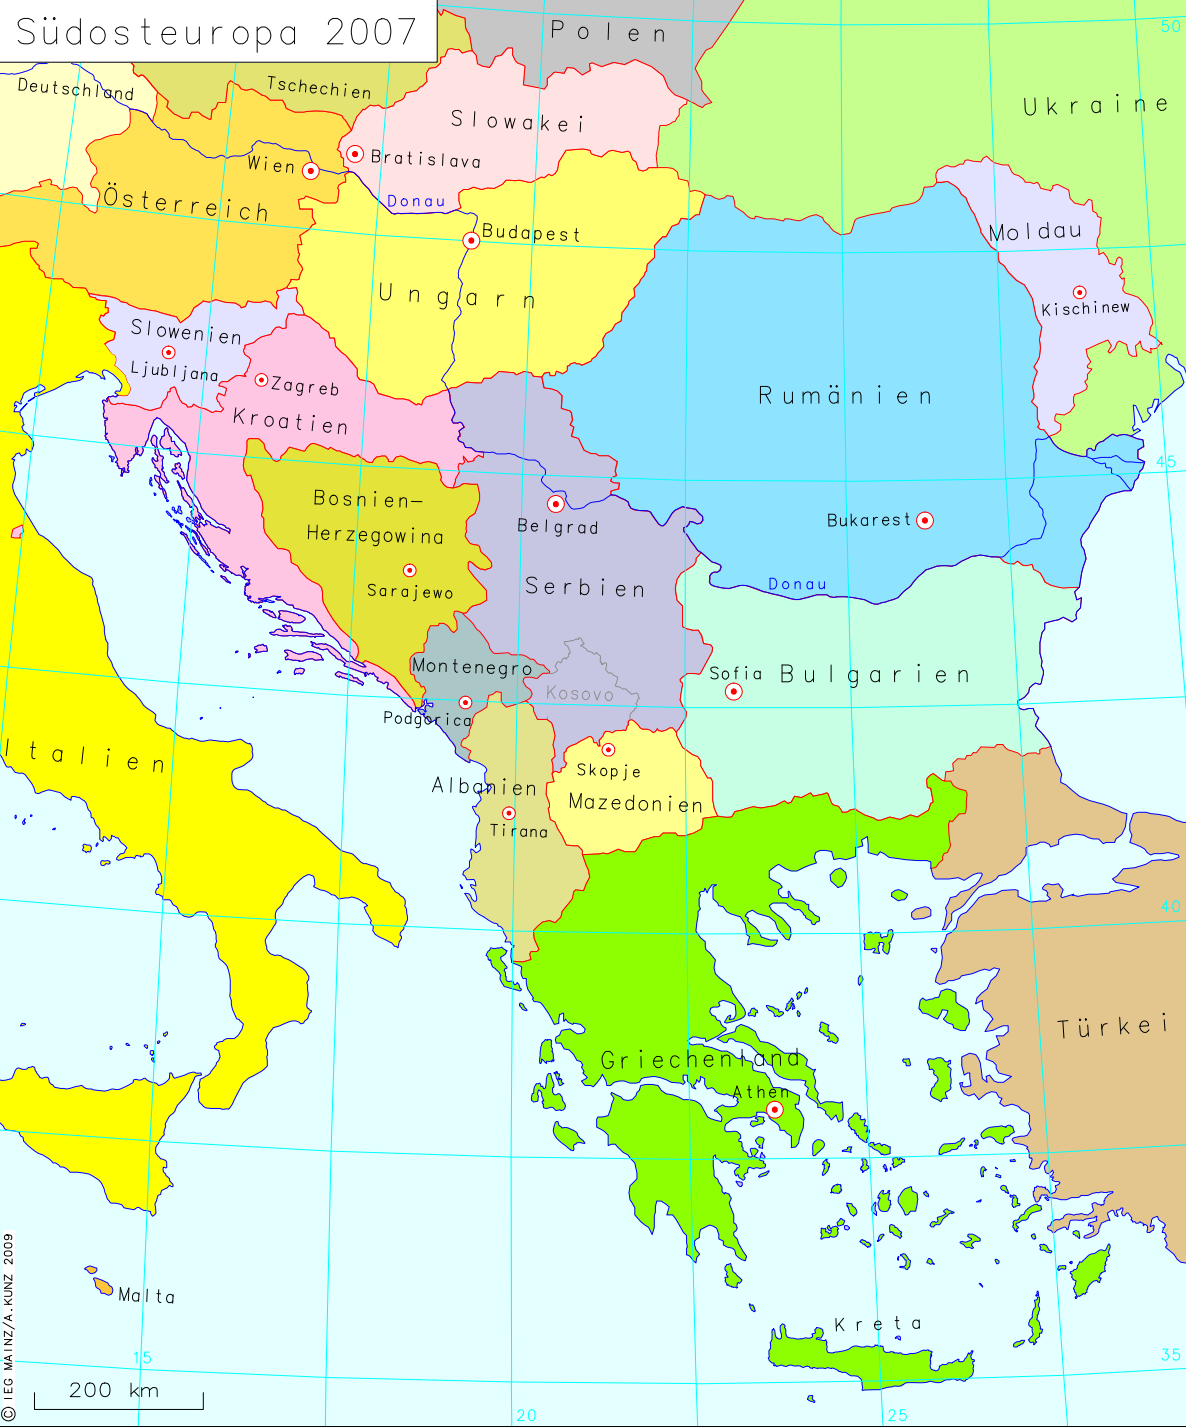 Südosteuropa 2007
Polen
50
Tschechien
Deutschland
Ukraine
Slowakei
Wien
Bratislava
Österreich
Donau
Budapest
Moldau
Ungarn
Kischinew
Slowenien
Ljubljana
Zagreb
Rumänien
Kroatien
45
Bosnien-
Herzegowina
Belgrad
Bukarest
Sarajewo
Serbien
Donau
Montenegro
Kosovo
Sofia
Bulgarien
Podgorica
Italien
Skopje
Albanien
Mazedonien
Tirana
40
Türkei
Griechenland
Athen
Malta
Kreta
15
35
200 km
20
25
© IEG MAINZ/A.KUNZ 2009